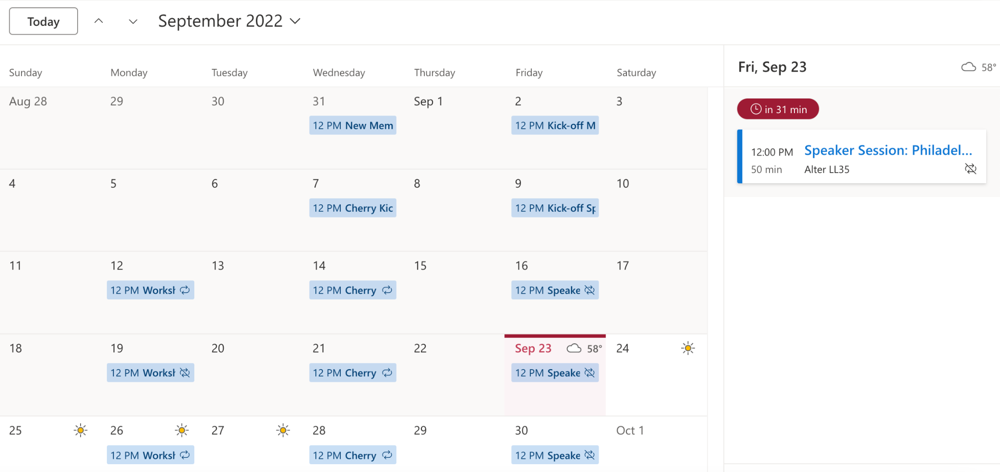 Today
September 2022
Sunday Monday Tuesday Wednesday Thursday Friday Saturday
Aug 28 29 30 31 Sep 1 2 3
12 PM New Mem 12 PM Kick-off M
4 5 6 7 8 9 10
12 PM Cherry Kic 12 PM Kick-off Sp
11 12 13 14 15 16 17
12 PM Worksh 12 PM Cherry 12 PM Speake
18 19 20 21 22 Sep 23 58° 24
12 PM Worksh 12 PM Cherry 12 PM Speake
25 26 27 28 29 30 Oct 1
12 PM Worksh 12 PM Cherry 12 PM Speake
Fri, Sep 23 58°
in 31 min
12:00 PM Speaker Session: Philadel...
50 min Alter LL35